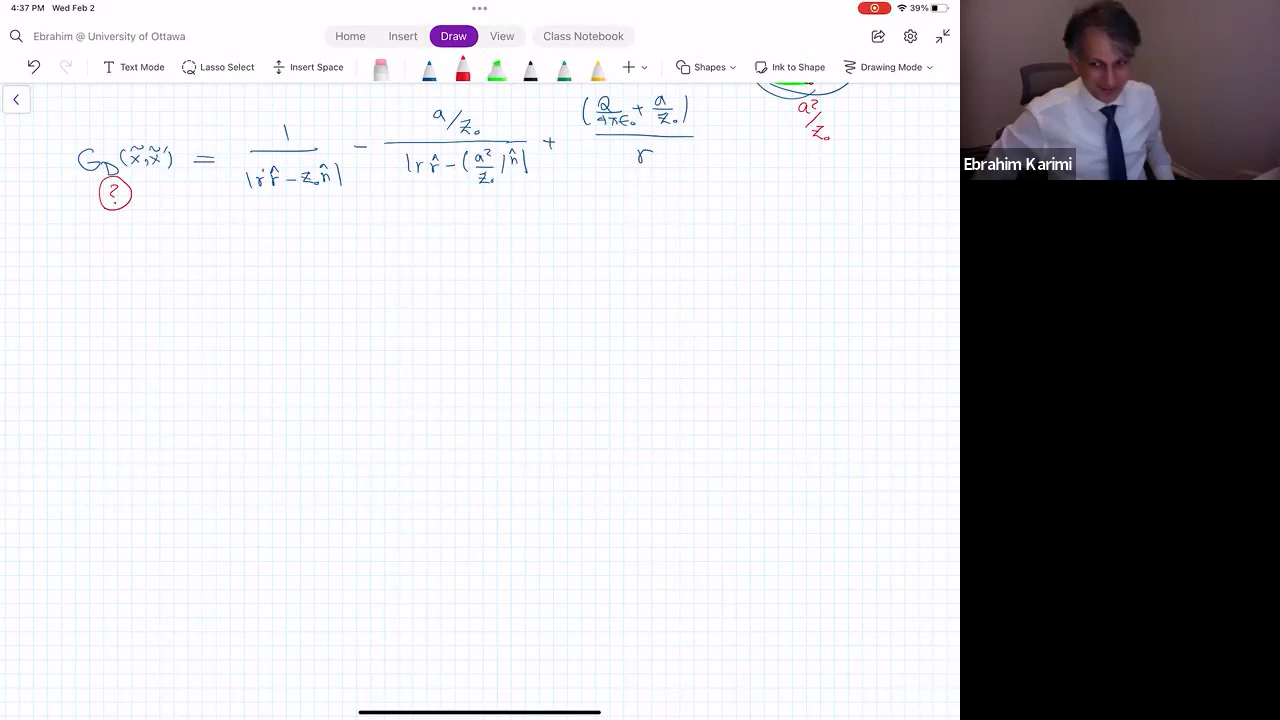 4:37 PM Wed Feb 2
39%
Ebrahim @ University of Ottawa
Home Insert Draw View Class Notebook
Text Mode Lasso Select Insert Space Shapes Ink to Shape Drawing Mode
G_D(x̃, x̃') = 1 / |r r̂ − z₀ n̂| − (a/z₀) / |r r̂ − (a²/z₀) n̂| + (Q/4πε₀ + a/z₀) / r
?
a²/z₀
Ebrahim Karimi